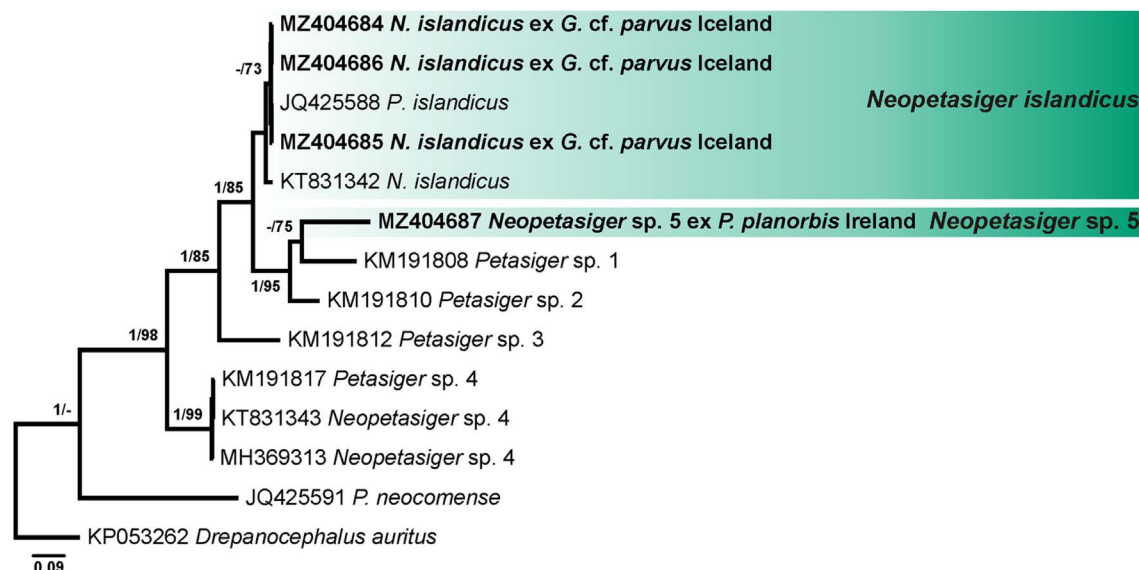 MZ404684 N. islandicus ex G. cf. parvus Iceland
-/73
MZ404686 N. islandicus ex G. cf. parvus Iceland
JQ425588 P. islandicus
Neopetasiger islandicus
MZ404685 N. islandicus ex G. cf. parvus Iceland
KT831342 N. islandicus
1/85
MZ404687 Neopetasiger sp. 5 ex P. planorbis Ireland
Neopetasiger sp. 5
-/75
KM191808 Petasiger sp. 1
1/85
1/95
KM191810 Petasiger sp. 2
1/98
KM191812 Petasiger sp. 3
KM191817 Petasiger sp. 4
1/-
1/99
KT831343 Neopetasiger sp. 4
MH369313 Neopetasiger sp. 4
JQ425591 P. neocomense
KP053262 Drepanocephalus auritus
0.09